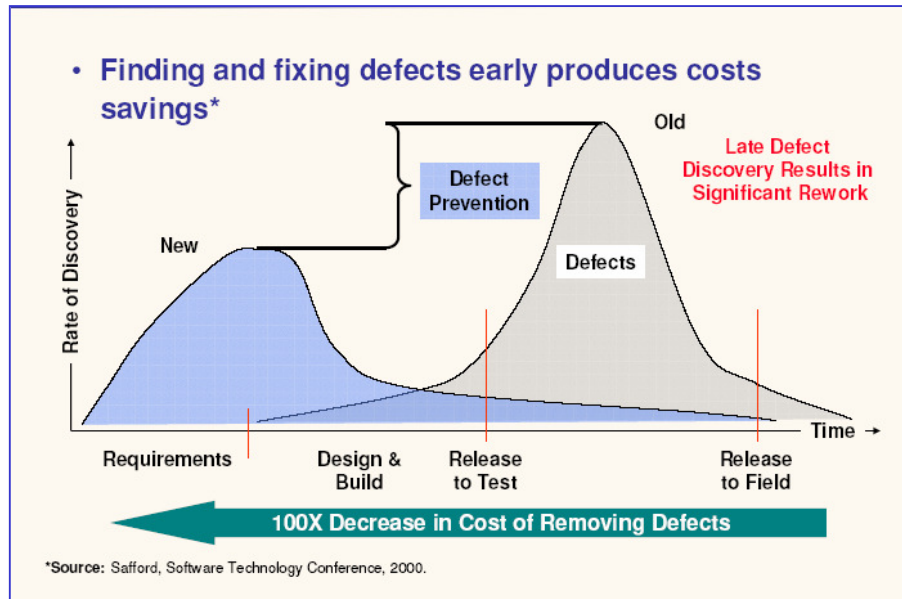 • Finding and fixing defects early produces costs
savings*
Old
Late Defect
Discovery Results in
Significant Rework
Defect
Prevention
Rate of Discovery
New
Defects
Time
Requirements
Design &
Build
Release
to Test
Release
to Field
100X Decrease in Cost of Removing Defects
*Source: Safford, Software Technology Conference, 2000.